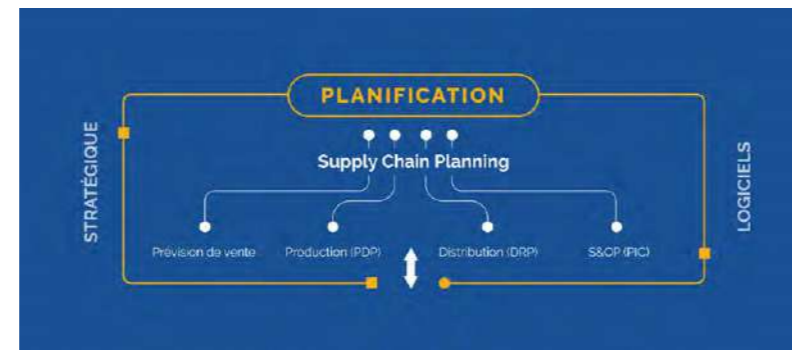 PLANIFICATION
Supply Chain Planning
STRATÉGIQUE
LOGICIELS
Prévision de vente
Production (PDP)
Distribution (DRP)
S&OP (PIC)